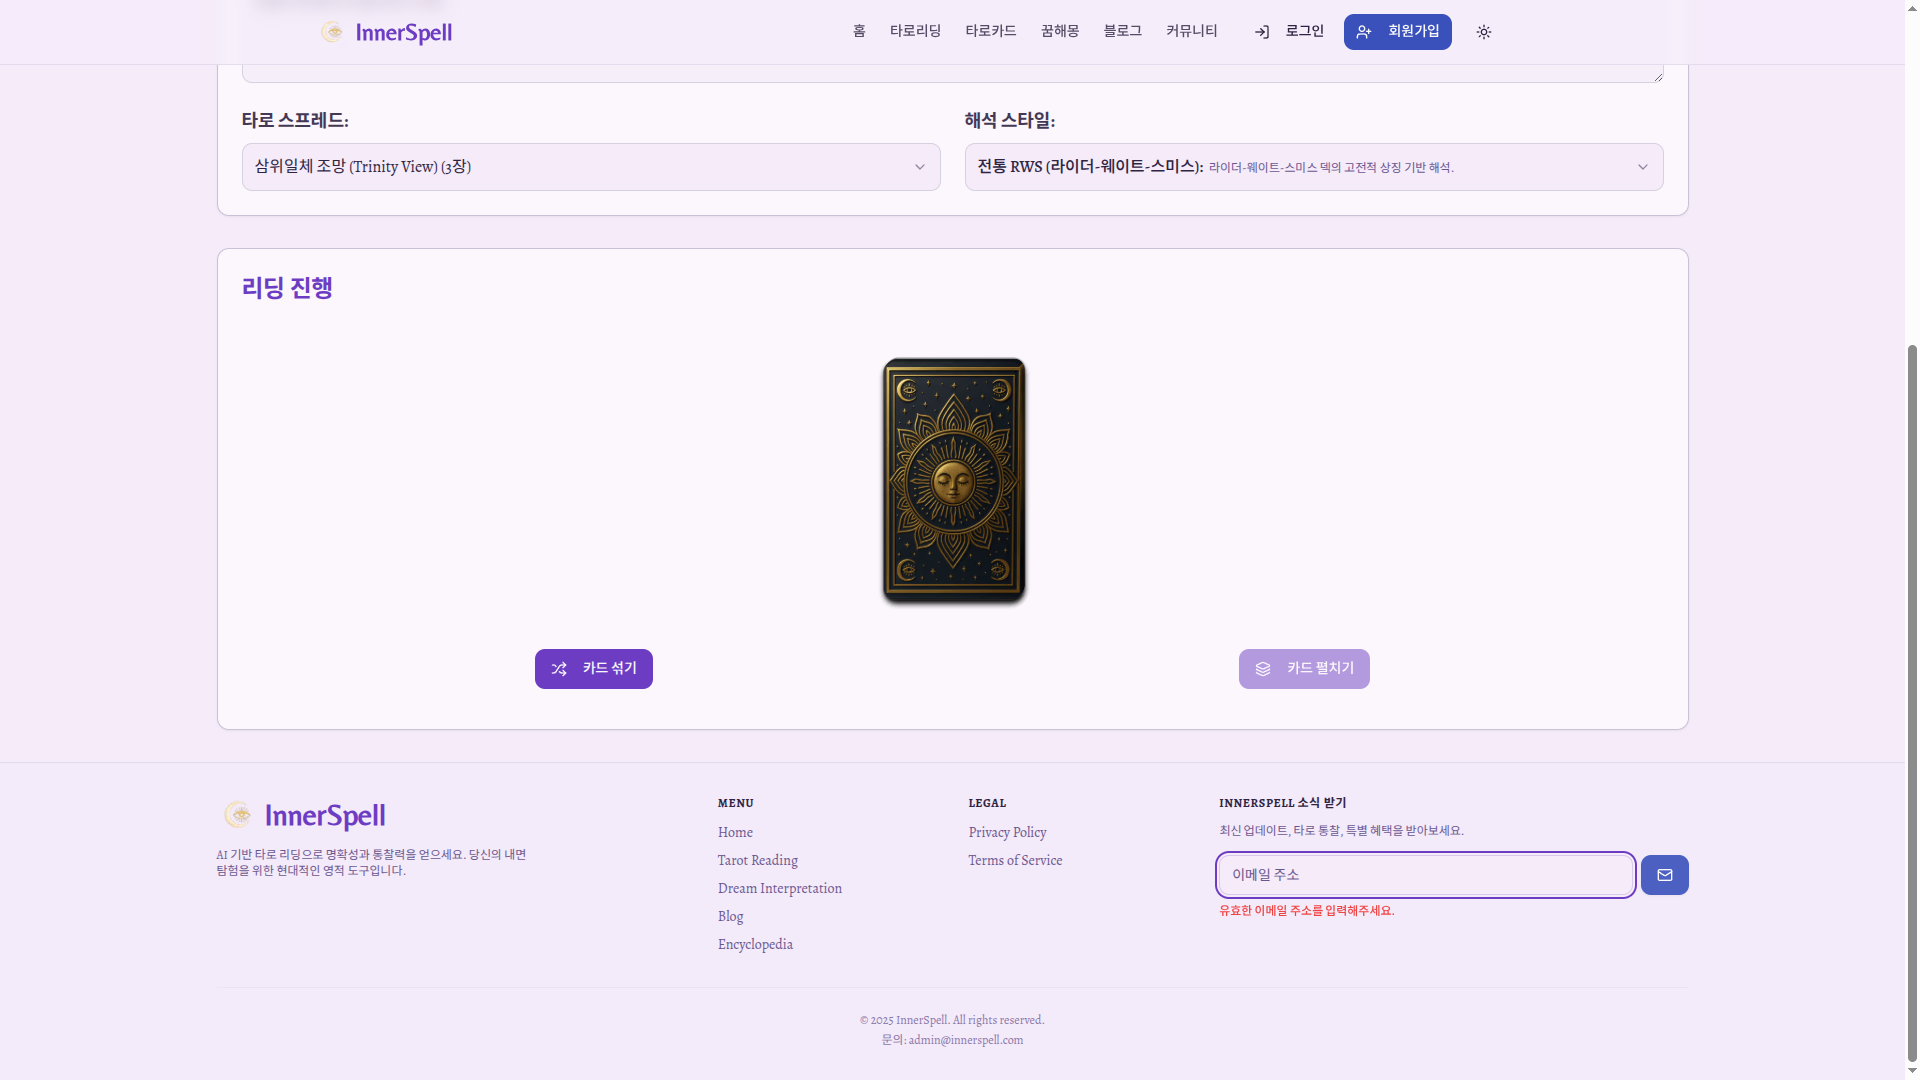 InnerSpell
홈 타로리딩 타로카드 꿈해몽 블로그 커뮤니티 로그인 회원가입
타로 스프레드:
해석 스타일:
삼위일체 조망 (Trinity View) (3장)
전통 RWS (라이더-웨이트-스미스): 라이더-웨이트-스미스 덱의 고전적 상징 기반 해석.
리딩 진행
카드 섞기
카드 펼치기
InnerSpell
AI 기반 타로 리딩으로 명확성과 통찰력을 얻으세요. 당신의 내면
탐험을 위한 현대적인 영적 도구입니다.
MENU
Home
Tarot Reading
Dream Interpretation
Blog
Encyclopedia
LEGAL
Privacy Policy
Terms of Service
INNERSPELL 소식 받기
최신 업데이트, 타로 통찰, 특별 혜택을 받아보세요.
이메일 주소
유효한 이메일 주소를 입력해주세요.
© 2025 InnerSpell. All rights reserved.
문의: admin@innerspell.com